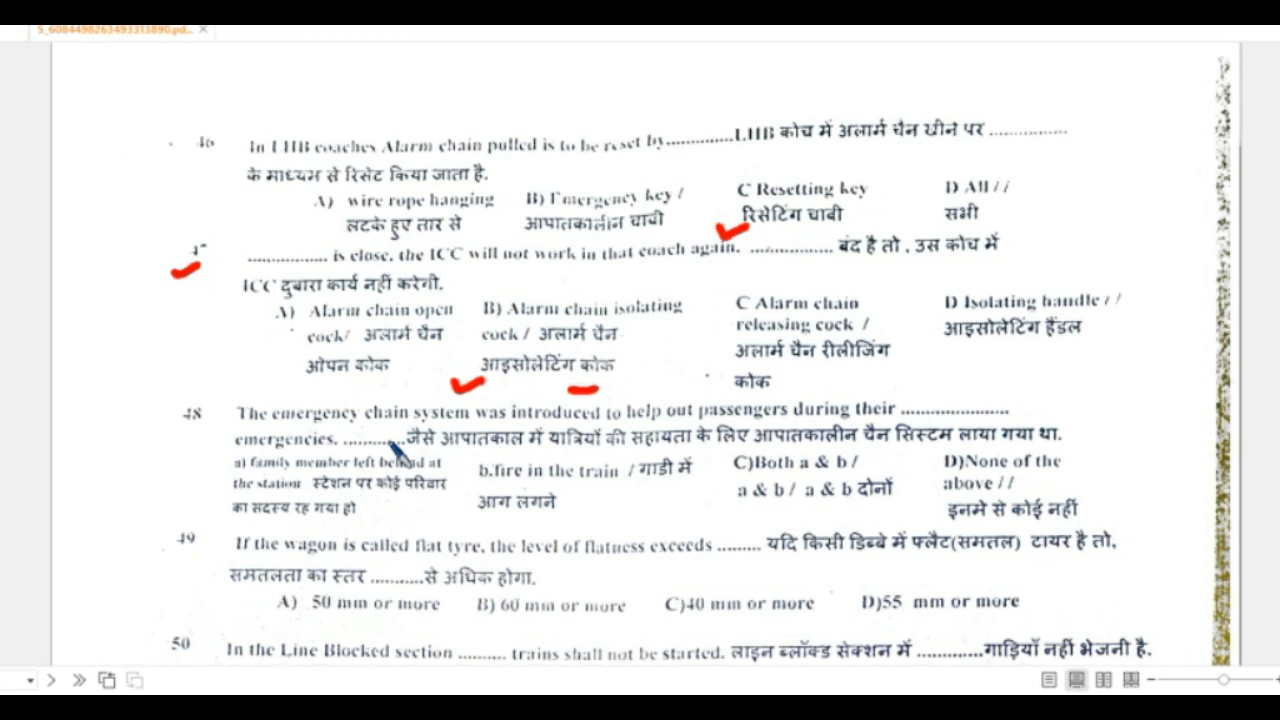 5_6084498263493313890.pd..
46 In LHB coaches Alarm chain pulled is to be reset by.............LHB कोच में अलार्म चैन खीने पर ...............
के माध्यम से रिसेट किया जाता है.
A) wire rope hanging B) Emergency key / C Resetting key D All //
लटके हुए तार से आपातकालीन चाबी रिसेटिंग चाबी सभी
............... is close, the ICC will not work in that coach again. ............... बंद है तो , उस कोच में
ICC दुबारा कार्य नहीं करेगी.
A) Alarm chain open B) Alarm chain isolating C Alarm chain D Isolating handle //
cock/ अलार्म चैन cock / अलार्म चैन releasing cock / आइसोलेटिंग हैंडल
ओपन कोक आइसोलेटिंग कोक अलार्म चैन रीलीजिंग
कोक
48 The emergency chain system was introduced to help out passengers during their ....................
emergencies. ............जैसे आपातकाल में यात्रियों की सहायता के लिए आपातकालीन चैन सिस्टम लाया गया था.
a) family member left behind at b.fire in the train / गाडी में C)Both a & b / D)None of the
the station स्टेशन पर कोई परिवार आग लगने a & b / a & b दोनों above //
का सदस्य रह गया हो इनमे से कोई नहीं
49 If the wagon is called flat tyre, the level of flatness exceeds ......... यदि किसी डिब्बे में फ्लैट(समतल) टायर है तो,
समतलता का स्तर ...........से अधिक होगा.
A) 50 mm or more B) 60 mm or more C)40 mm or more D)55 mm or more
50 In the Line Blocked section .......... trains shall not be started. लाइन ब्लॉक्ड सेक्शन में .............गाड़ियाँ नहीं भेजनी है.